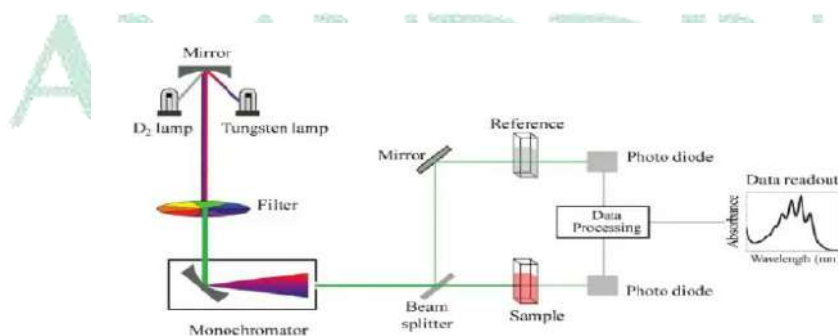 Mirror
D₂ lamp
Tungsten lamp
Filter
Monochromator
Mirror
Reference
Photo diode
Data
Processing
Data readout
Absorbance
Wavelength (nm)
Beam
splitter
Sample
Photo diode